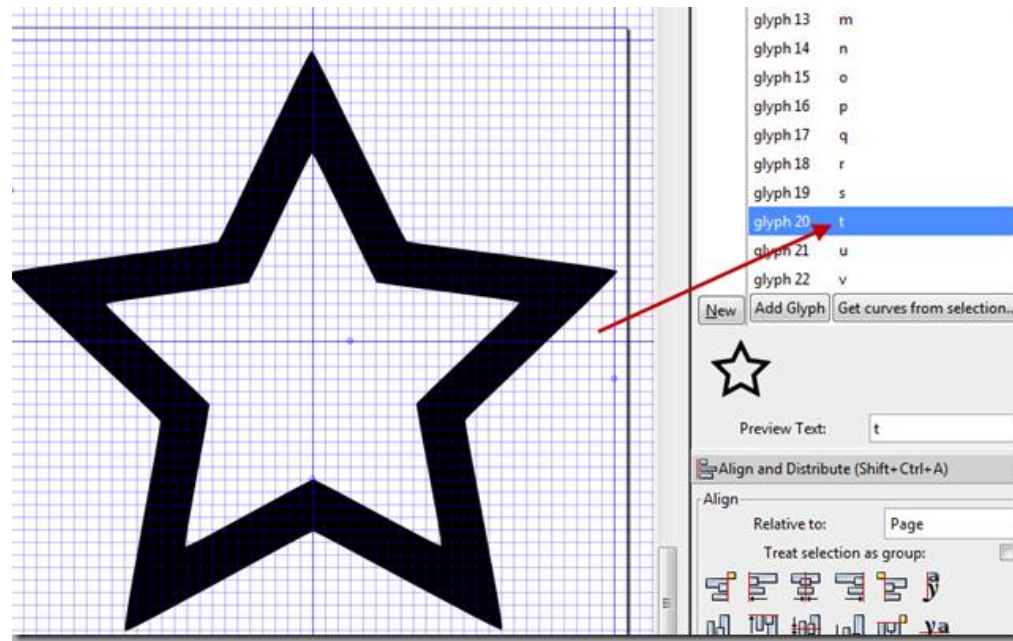 glyph 13 m
glyph 14 n
glyph 15 o
glyph 16 p
glyph 17 q
glyph 18 r
glyph 19 s
glyph 20 t
glyph 21 u
glyph 22 v
New Add Glyph Get curves from selection...
Preview Text: t
Align and Distribute (Shift+Ctrl+A)
Align
Relative to: Page
Treat selection as group: